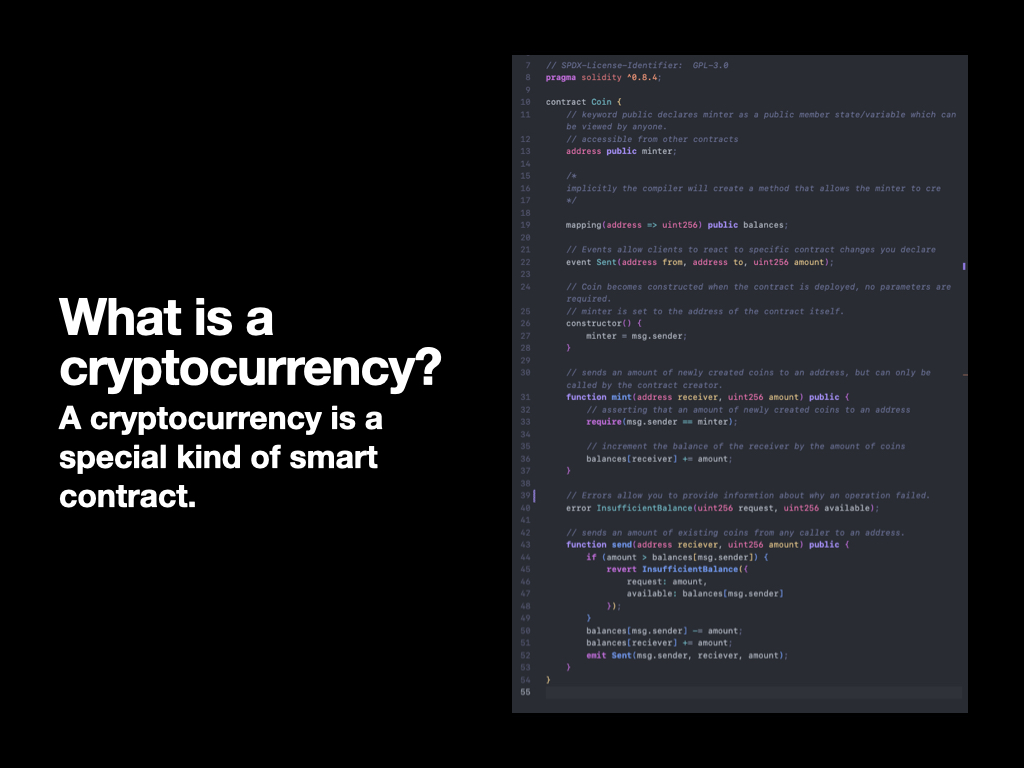 What is a
cryptocurrency?
A cryptocurrency is a
special kind of smart
contract.
7 // SPDX-License-Identifier: GPL-3.0
8 pragma solidity ^0.8.4;
9
10 contract Coin {
11 // keyword public declares minter as a public member state/variable which can
be viewed by anyone.
12 // accessible from other contracts
13 address public minter;
14
15 /*
16 implicitly the compiler will create a method that allows the minter to cre
17 */
18
19 mapping(address => uint256) public balances;
20
21 // Events allow clients to react to specific contract changes you declare
22 event Sent(address from, address to, uint256 amount);
23
24 // Coin becomes constructed when the contract is deployed, no parameters are
required.
25 // minter is set to the address of the contract itself.
26 constructor() {
27 minter = msg.sender;
28 }
29
30 // sends an amount of newly created coins to an address, but can only be
called by the contract creator.
31 function mint(address receiver, uint256 amount) public {
32 // asserting that an amount of newly created coins to an address
33 require(msg.sender == minter);
34
35 // increment the balance of the receiver by the amount of coins
36 balances[receiver] += amount;
37 }
38
39 // Errors allow you to provide informtion about why an operation failed.
40 error InsufficientBalance(uint256 request, uint256 available);
41
42 // sends an amount of existing coins from any caller to an address.
43 function send(address reciever, uint256 amount) public {
44 if (amount > balances[msg.sender]) {
45 revert InsufficientBalance({
46 request: amount,
47 available: balances[msg.sender]
48 });
49 }
50 balances[msg.sender] -= amount;
51 balances[reciever] += amount;
52 emit Sent(msg.sender, reciever, amount);
53 }
54 }
55